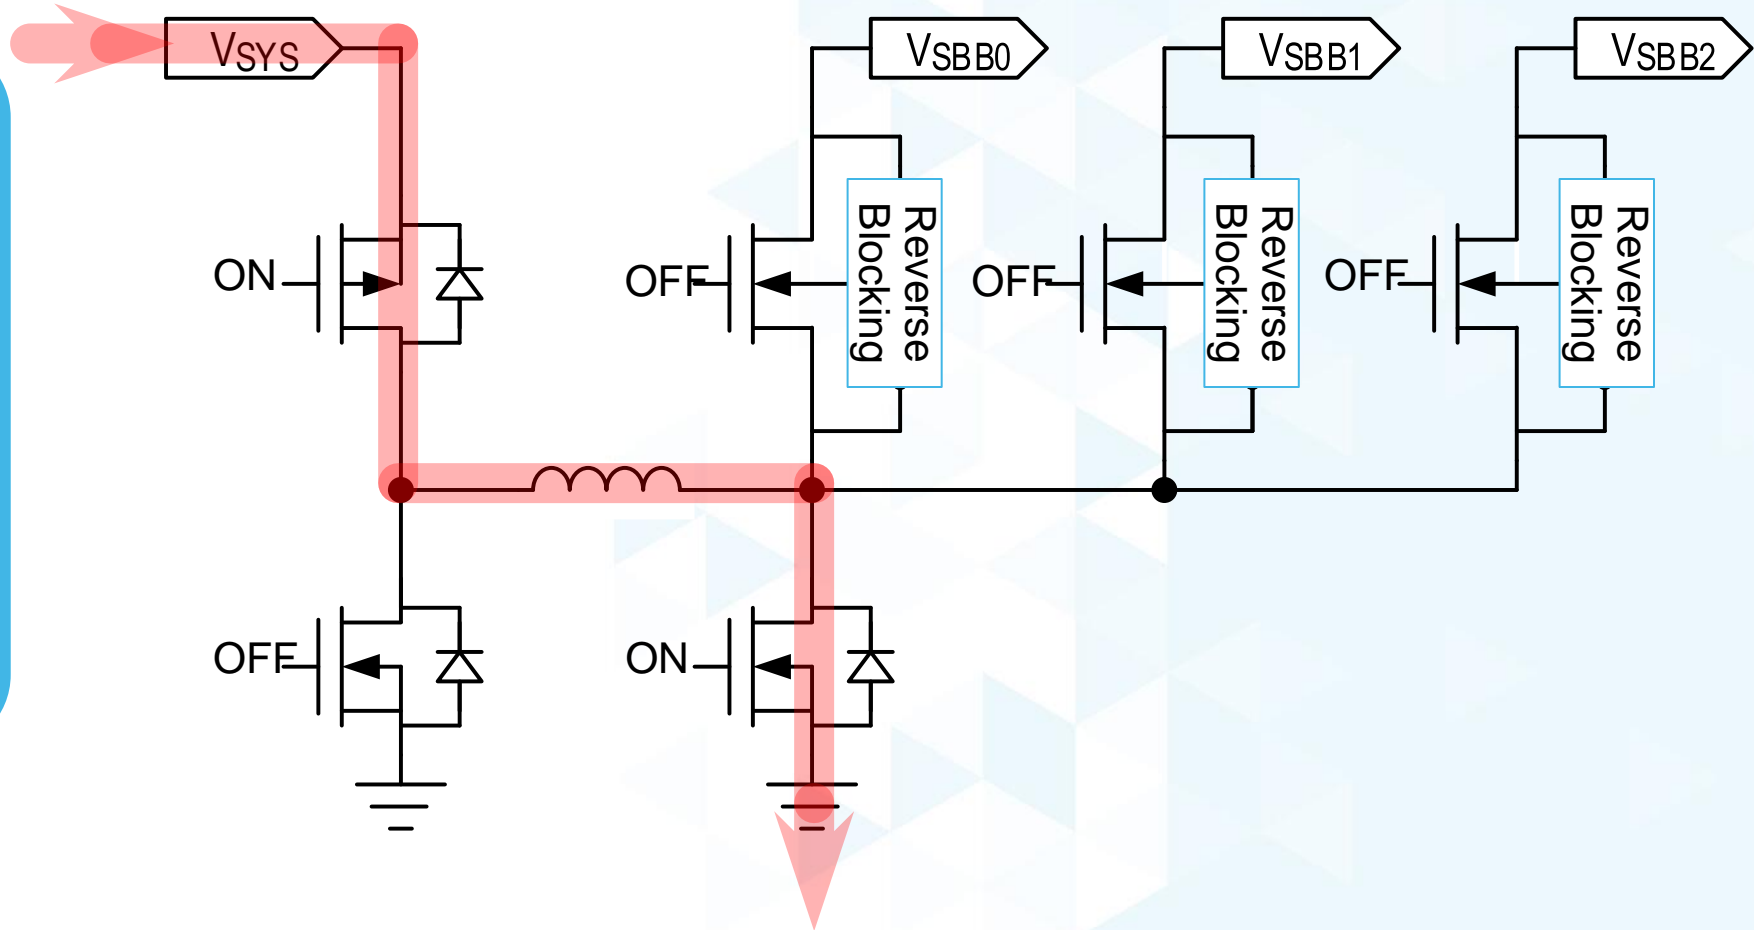 VSYS
VSBB0
VSBB1
VSBB2
ON
OFF
Reverse
Blocking
OFF
Reverse
Blocking
OFF
Reverse
Blocking
OFF
ON